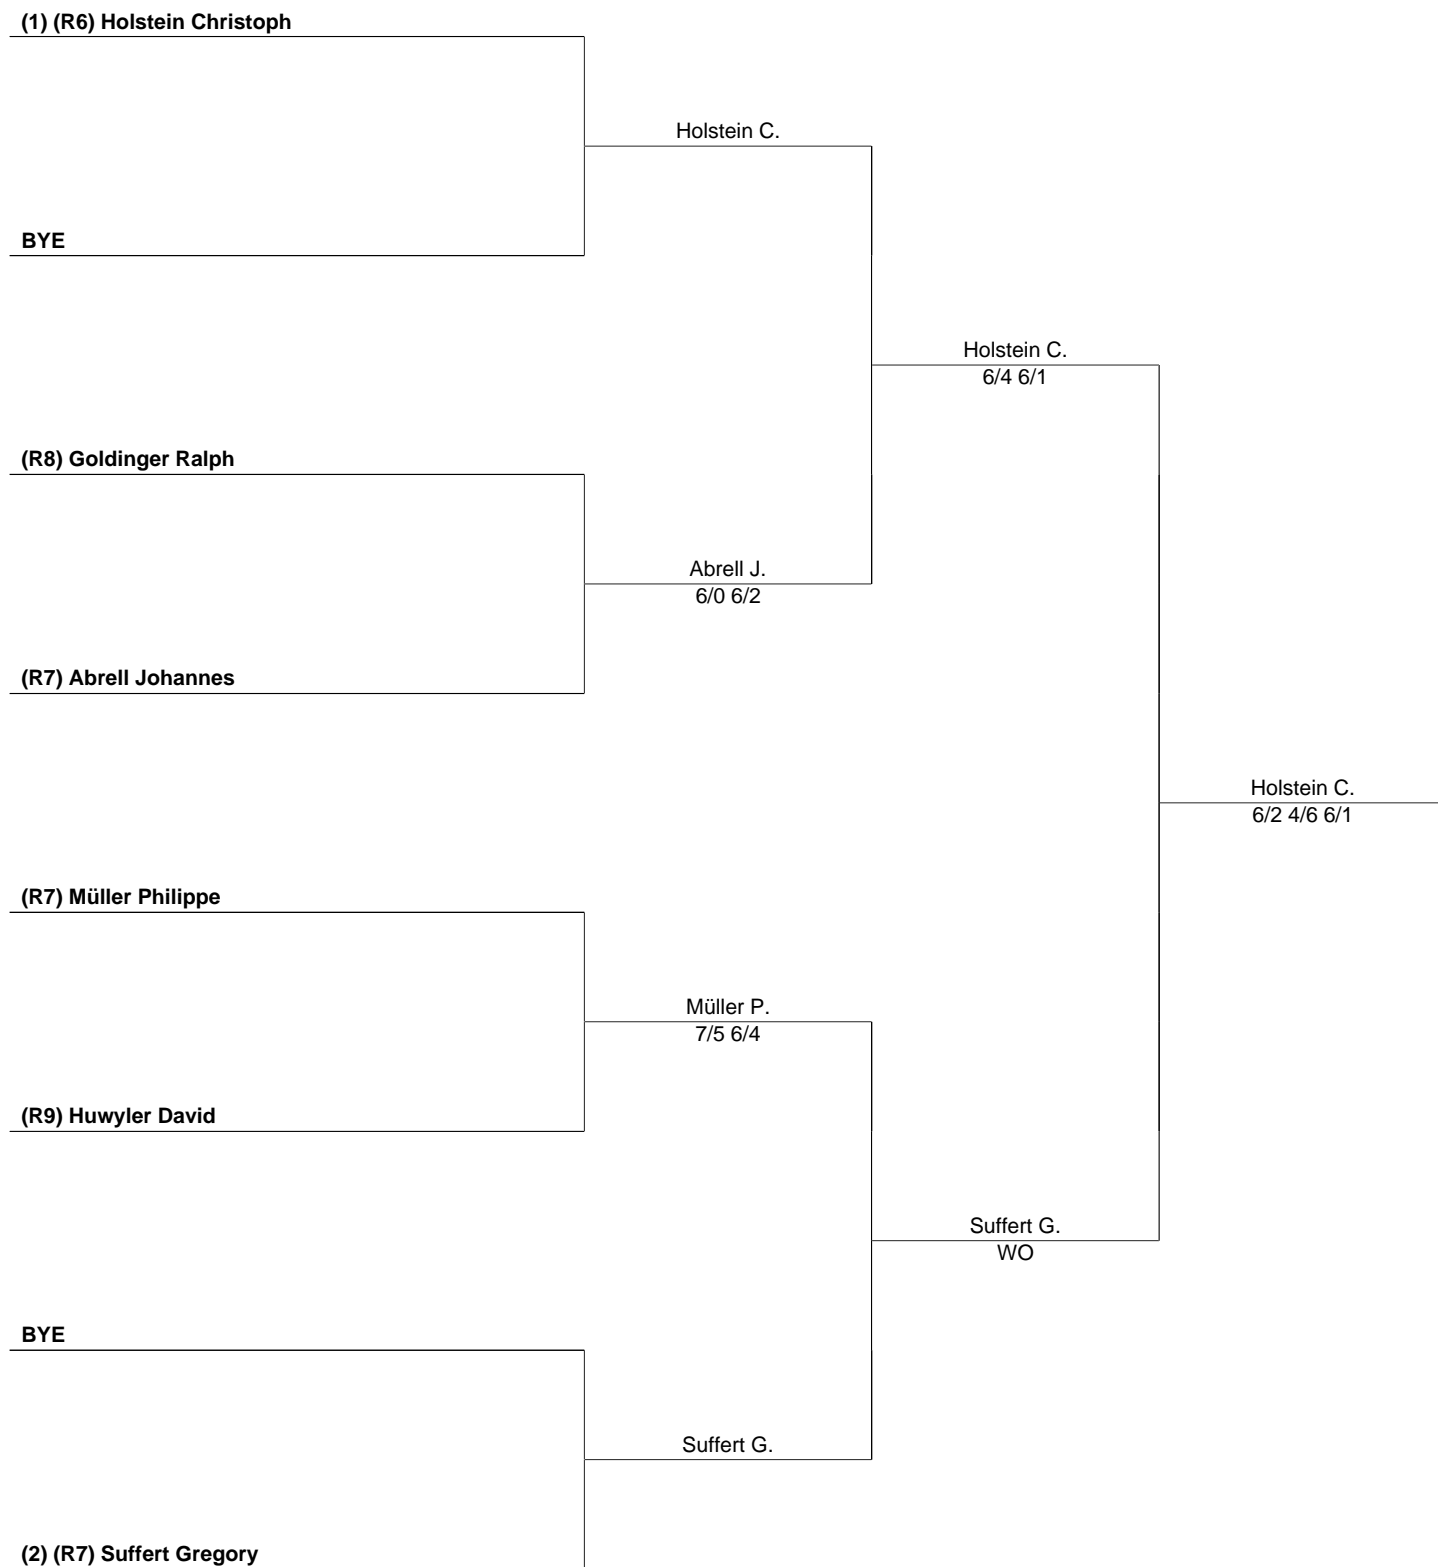 (1) (R6) Holstein Christoph
Holstein C.
BYE
Holstein C.
6/4 6/1
(R8) Goldinger Ralph
Abrell J.
6/0 6/2
(R7) Abrell Johannes
Holstein C.
6/2 4/6 6/1
(R7) Müller Philippe
Müller P.
7/5 6/4
(R9) Huwyler David
Suffert G.
WO
BYE
Suffert G.
(2) (R7) Suffert Gregory